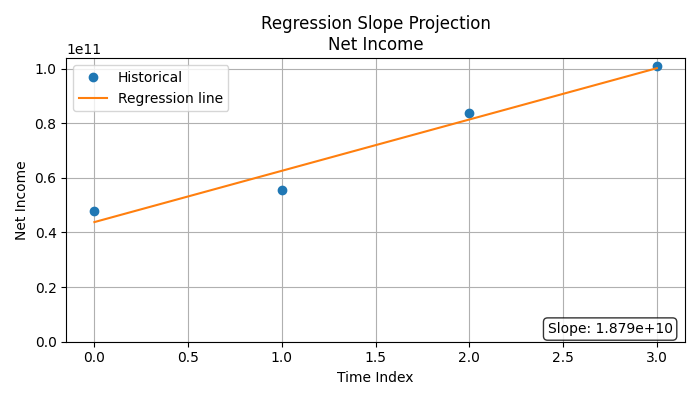 Regression Slope Projection
Net Income
1e11
Historical
Regression line
1.0
0.8
0.6
0.4
0.2
0.0
Net Income
Slope: 1.879e+10
0.0 0.5 1.0 1.5 2.0 2.5 3.0
Time Index